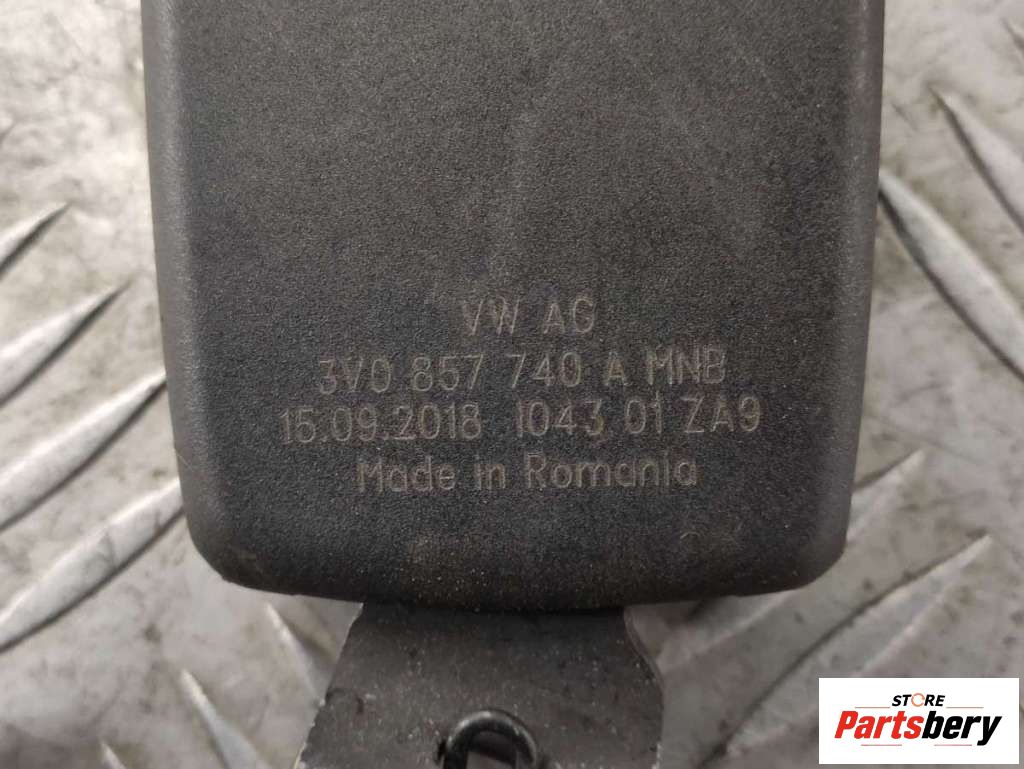 VW AG
3V0 857 740 A MNB
15.09.2018 1043 01 ZA9
Made in Romania
STORE
Partsbery